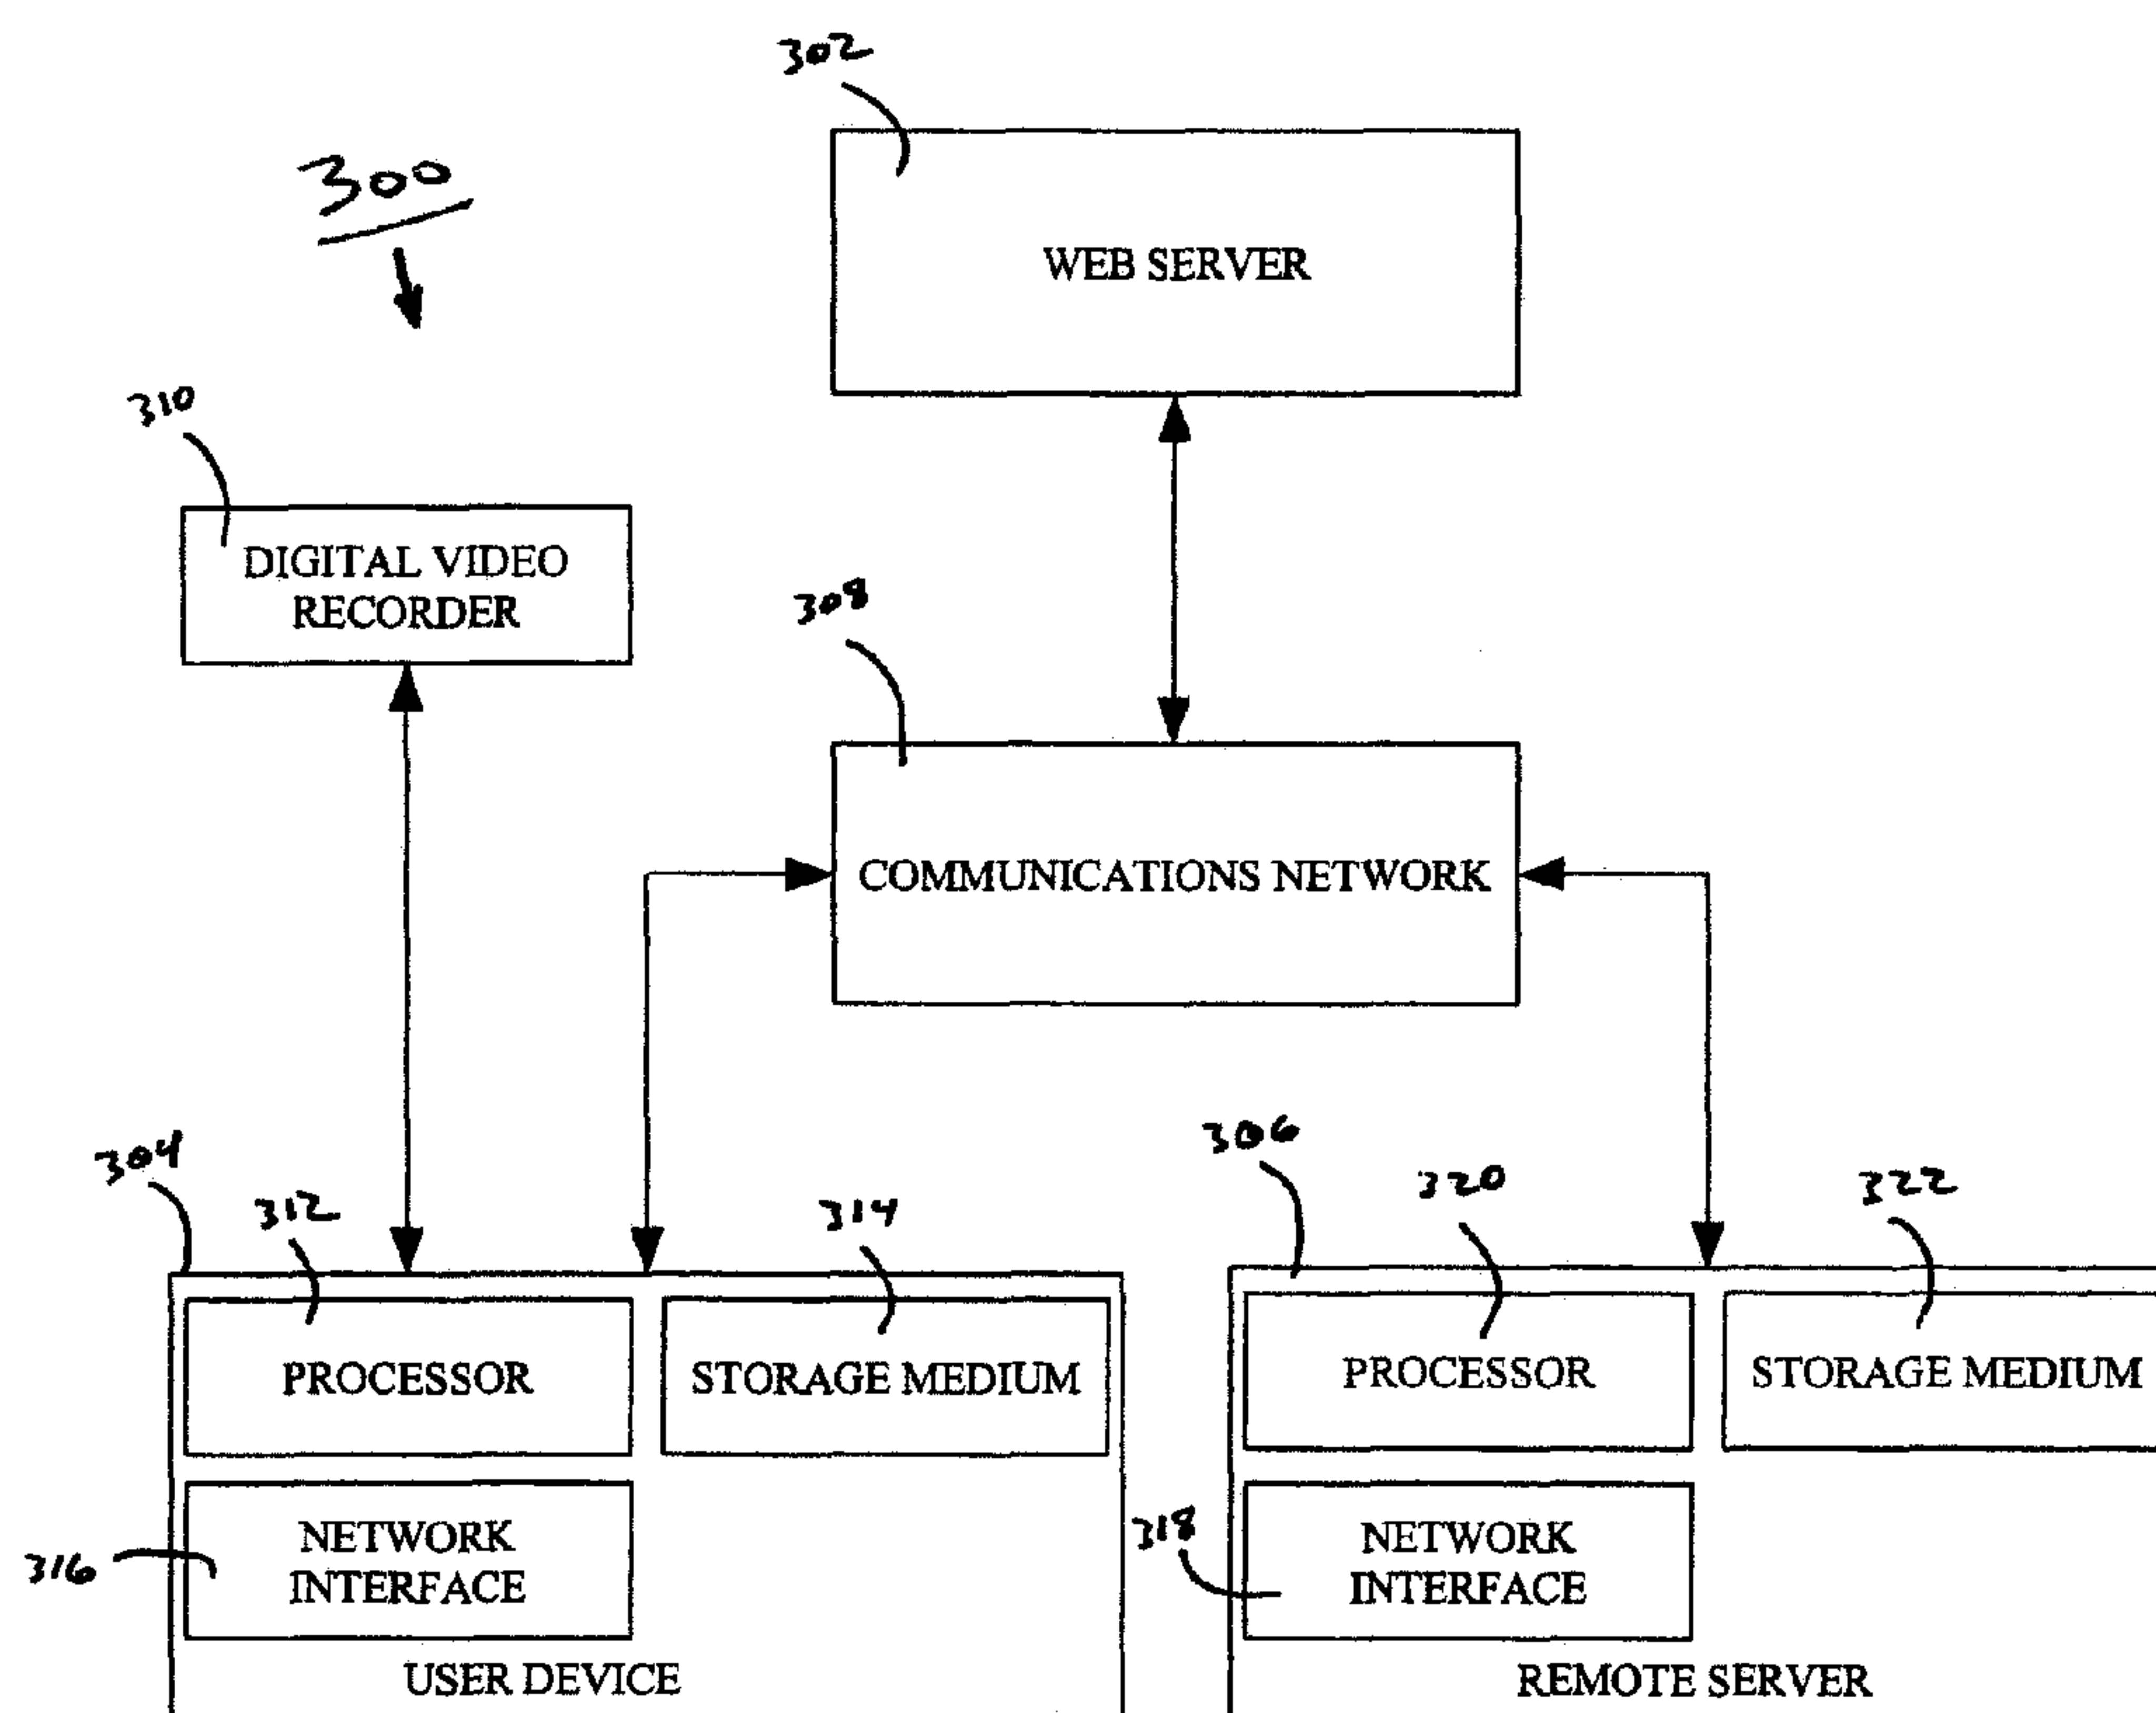 302
300
WEB SERVER
310
DIGITAL VIDEO
RECORDER
308
COMMUNICATIONS NETWORK
304
312
314
306
320
322
PROCESSOR
STORAGE MEDIUM
PROCESSOR
STORAGE MEDIUM
316
NETWORK
INTERFACE
318
NETWORK
INTERFACE
USER DEVICE
REMOTE SERVER